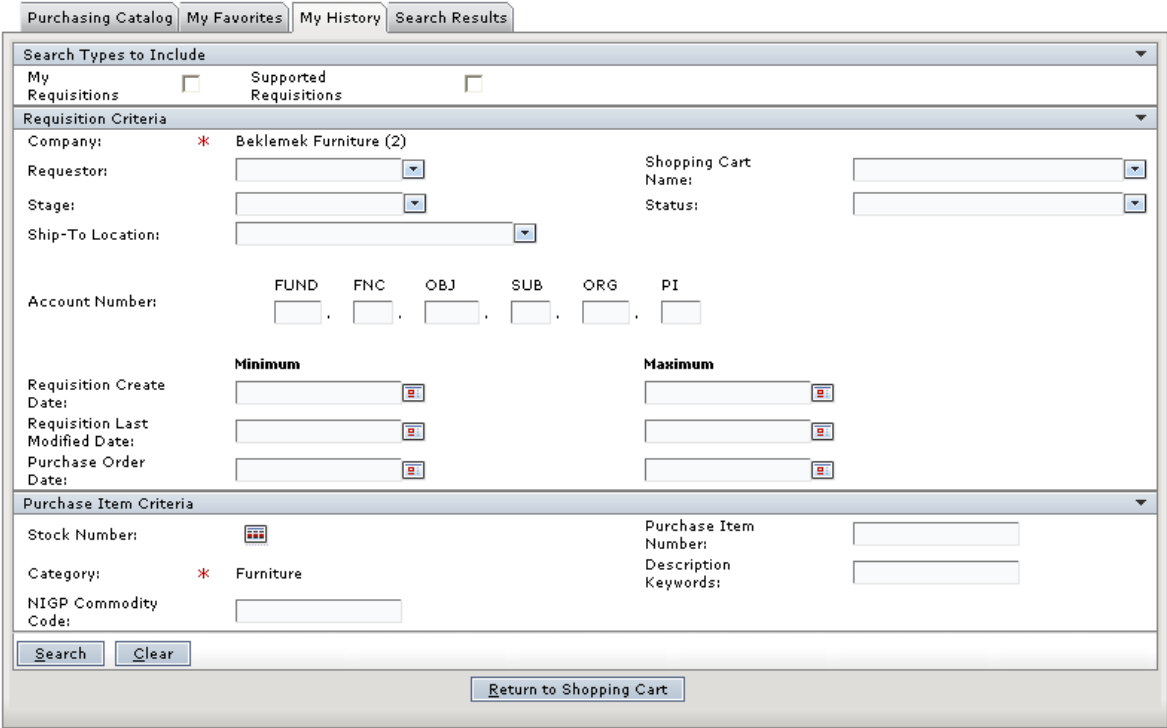 Purchasing Catalog My Favorites My History Search Results
Search Types to Include
My Requisitions Supported Requisitions
Requisition Criteria
Company: * Beklemek Furniture (2)
Requestor: Shopping Cart Name:
Stage: Status:
Ship-To Location:
FUND FNC OBJ SUB ORG PI
Account Number: . . . . .
Minimum Maximum
Requisition Create Date:
Requisition Last Modified Date:
Purchase Order Date:
Purchase Item Criteria
Stock Number: Purchase Item Number:
Category: * Furniture Description Keywords:
NIGP Commodity Code:
Search Clear
Return to Shopping Cart